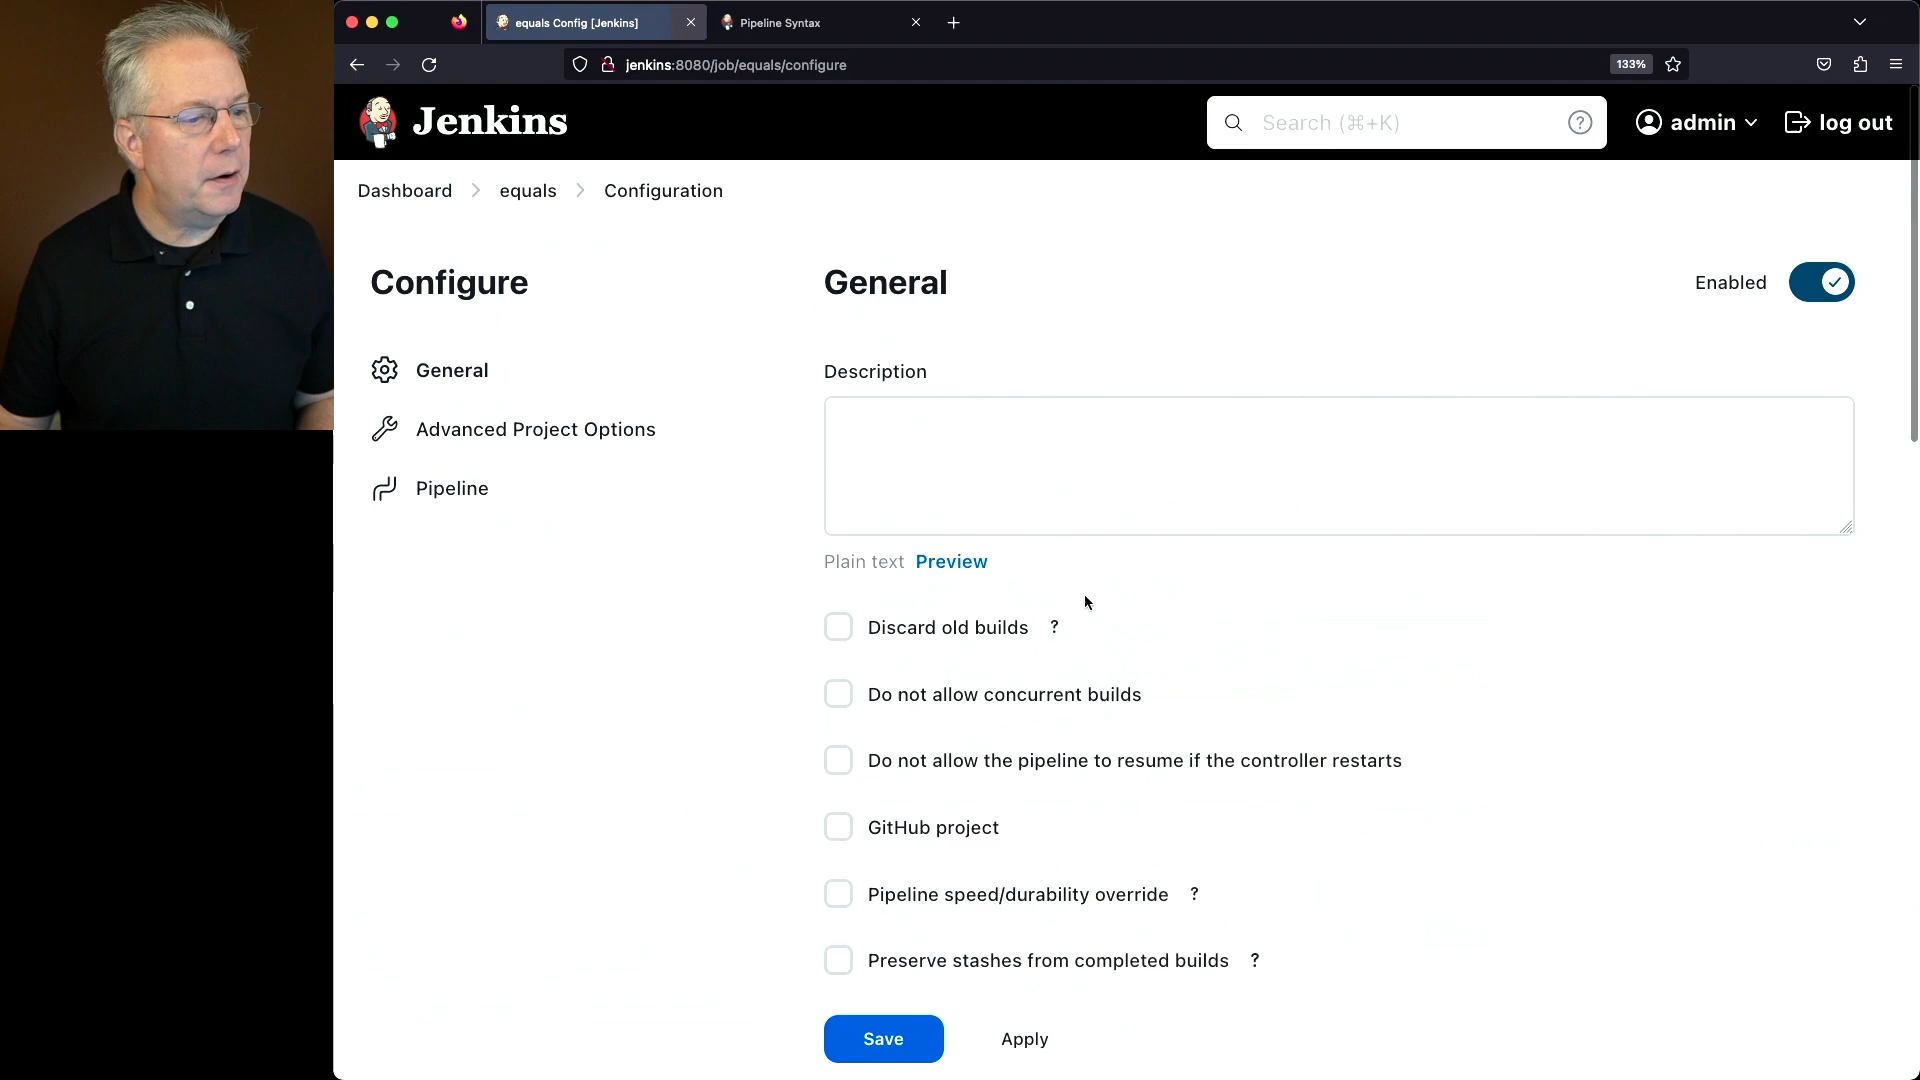 equals Config [Jenkins]
Pipeline Syntax
jenkins:8080/job/equals/configure
133%
Jenkins
Search (⌘+K)
?
admin
log out
Dashboard
equals
Configuration
Configure
General
Enabled
General
Advanced Project Options
Pipeline
Description
Plain text Preview
Discard old builds ?
Do not allow concurrent builds
Do not allow the pipeline to resume if the controller restarts
GitHub project
Pipeline speed/durability override ?
Preserve stashes from completed builds ?
Save
Apply